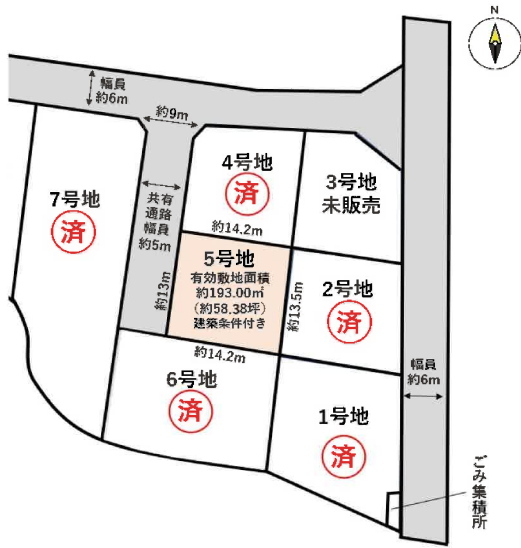 N
幅員
約6m
約9m
4号地
済
3号地
未販売
7号地
済
共有
通路
幅員
約5m
約14.2m
5号地
有効敷地面積
約193.00㎡
（約58.38坪）
建築条件付き
約13m
約13.5m
2号地
済
約14.2m
6号地
済
幅員
約6m
1号地
済
ごみ集積所